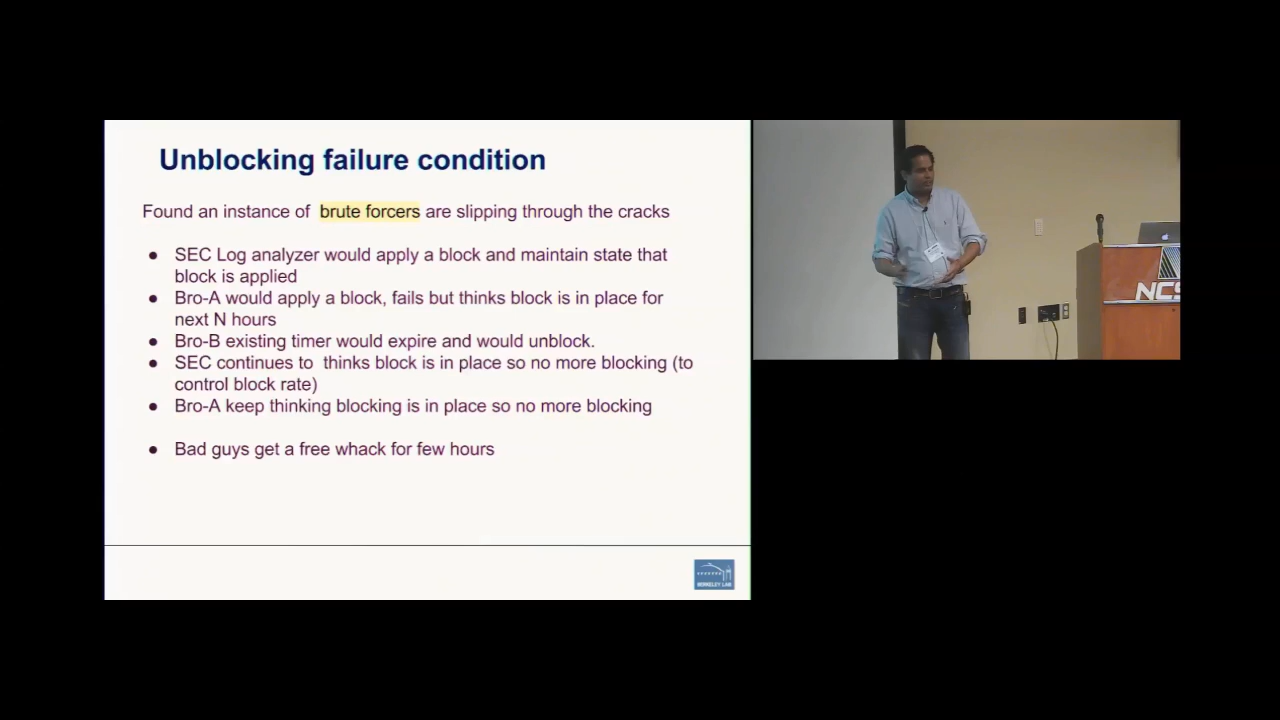 Unblocking failure condition
Found an instance of brute forcers are slipping through the cracks
● SEC Log analyzer would apply a block and maintain state that
block is applied
● Bro-A would apply a block, fails but thinks block is in place for
next N hours
● Bro-B existing timer would expire and would unblock.
● SEC continues to thinks block is in place so no more blocking (to
control block rate)
● Bro-A keep thinking blocking is in place so no more blocking
● Bad guys get a free whack for few hours
BERKELEY LAB
NCS